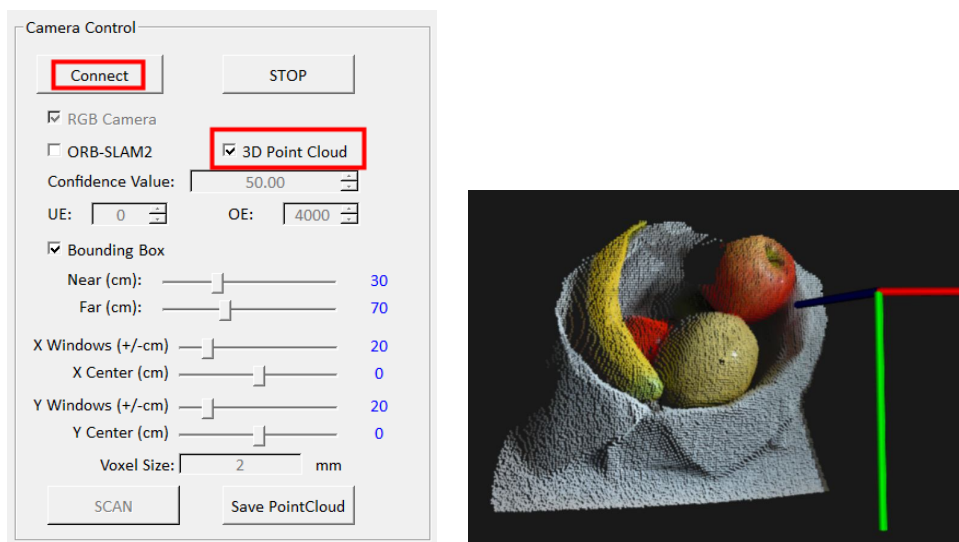 Camera Control
Connect STOP
RGB Camera
ORB-SLAM2 3D Point Cloud
Confidence Value: 50.00
UE: 0 OE: 4000
Bounding Box
Near (cm): 30
Far (cm): 70
X Windows (+/-cm) 20
X Center (cm) 0
Y Windows (+/-cm) 20
Y Center (cm) 0
Voxel Size: 2 mm
SCAN Save PointCloud